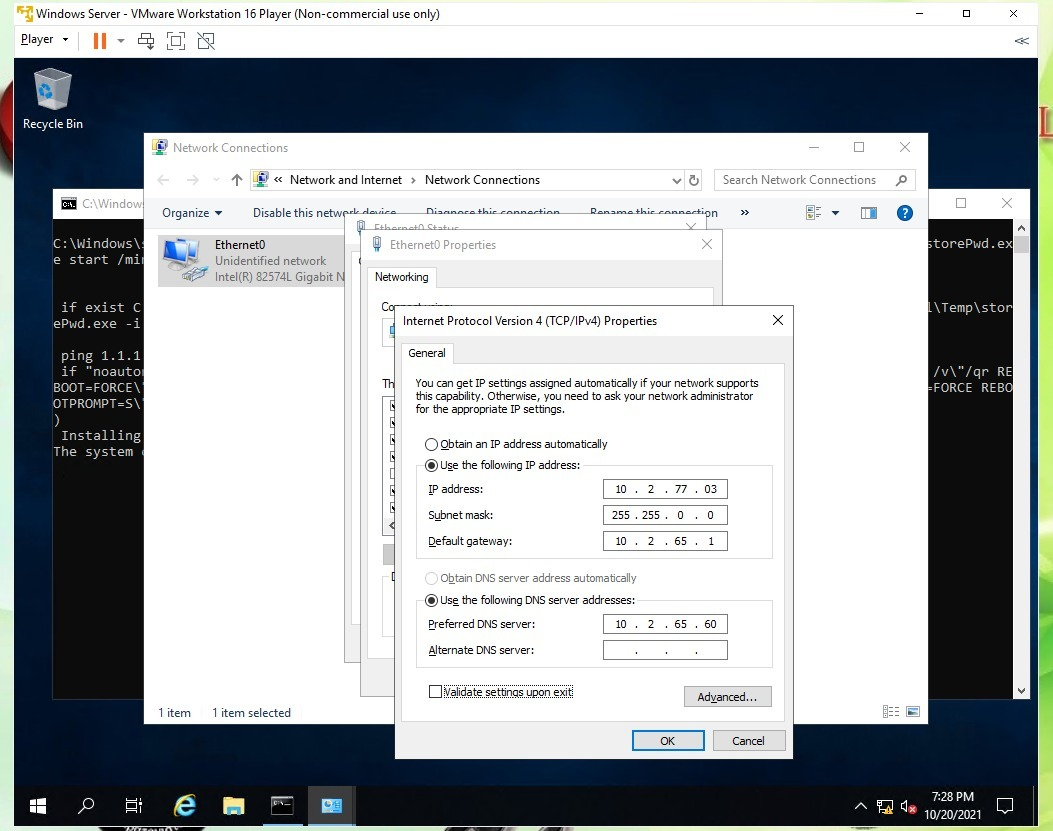 Windows Server - VMware Workstation 16 Player (Non-commercial use only)
Player
Recycle Bin
Network Connections
« Network and Internet › Network Connections
Search Network Connections
C:\Window
Organize
Disable this network device
Diagnose this connection
Rename this connection
»
Ethernet0
Unidentified network
Intel(R) 82574L Gigabit N
Ethernet0 Status
Ethernet0 Properties
Networking
C:\Windows\s
storePwd.ex
e start /min
if exist C
l\Temp\stor
ePwd.exe -i
ping 1.1.1
if "noauto
/v\"/qr RE
BOOT=FORCE\"
=FORCE REBO
OTPROMPT=S\"
)
Installing
The system
Internet Protocol Version 4 (TCP/IPv4) Properties
General
You can get IP settings assigned automatically if your network supports
this capability. Otherwise, you need to ask your network administrator
for the appropriate IP settings.
Obtain an IP address automatically
Use the following IP address:
IP address: 10 . 2 . 77 . 03
Subnet mask: 255 . 255 . 0 . 0
Default gateway: 10 . 2 . 65 . 1
Obtain DNS server address automatically
Use the following DNS server addresses:
Preferred DNS server: 10 . 2 . 65 . 60
Alternate DNS server: . . .
Validate settings upon exit
Advanced...
OK
Cancel
1 item
1 item selected
7:28 PM
10/20/2021